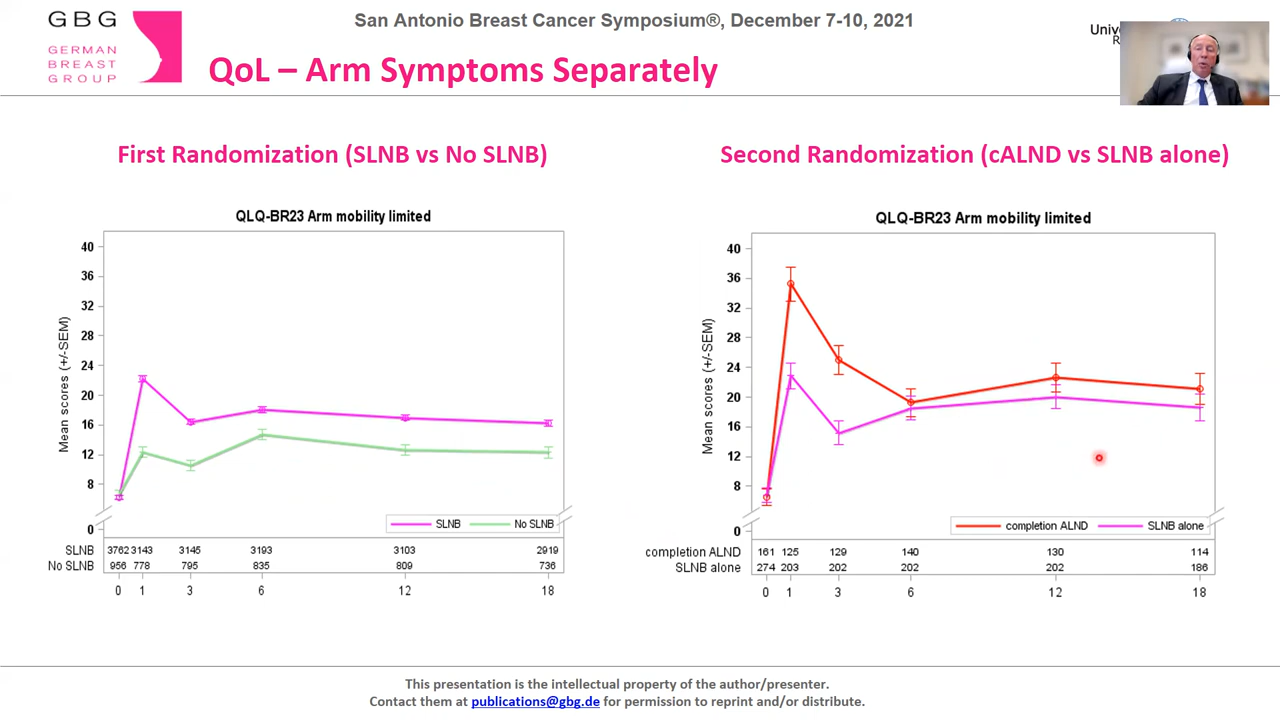 GBG
GERMAN
BREAST
GROUP
San Antonio Breast Cancer Symposium®, December 7-10, 2021
QoL – Arm Symptoms Separately
First Randomization (SLNB vs No SLNB)
QLQ-BR23 Arm mobility limited
Mean scores (+/-SEM)
40
36
32
28
24
20
16
12
8
0
SLNB
No SLNB
SLNB 3762 3143 3145 3193 3103 2919
No SLNB 956 778 795 835 809 736
0 1 3 6 12 18
Second Randomization (cALND vs SLNB alone)
QLQ-BR23 Arm mobility limited
Mean scores (+/-SEM)
40
36
32
28
24
20
16
12
8
0
completion ALND
SLNB alone
completion ALND 161 125 129 140 130 114
SLNB alone 274 203 202 202 202 186
0 1 3 6 12 18
This presentation is the intellectual property of the author/presenter.
Contact them at publications@gbg.de for permission to reprint and/or distribute.